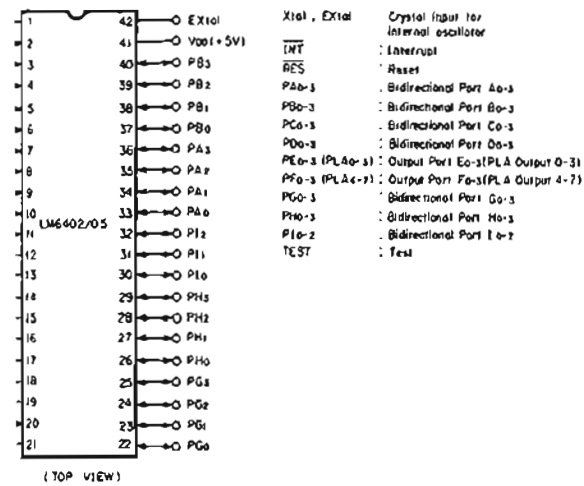 1 42 EXtal
2 41 VDD(+5V)
3 40 PB3
4 39 PB2
5 38 PB1
6 37 PB0
7 36 PA3
8 35 PA2
9 34 PA1
10 33 PA0
LM6402/05
11 32 PI2
12 31 PI1
13 30 PI0
14 29 PH3
15 28 PH2
16 27 PH1
17 26 PH0
18 25 PG3
19 24 PG2
20 23 PG1
21 22 PG0
(TOP VIEW)
Xtal, EXtal : Crystal Input for
internal oscillator
INT : Interrupt
RES : Reset
PA0-3 : Bidirectional Port A0-3
PB0-3 : Bidirectional Port B0-3
PC0-3 : Bidirectional Port C0-3
PD0-3 : Bidirectional Port D0-3
PE0-3 (PLA0-3) : Output Port E0-3(PLA Output 0-3)
PF0-3 (PLA4-7) : Output Port F0-3(PLA Output 4-7)
PG0-3 : Bidirectional Port G0-3
PH0-3 : Bidirectional Port H0-3
PI0-2 : Bidirectional Port I0-2
TEST : Test